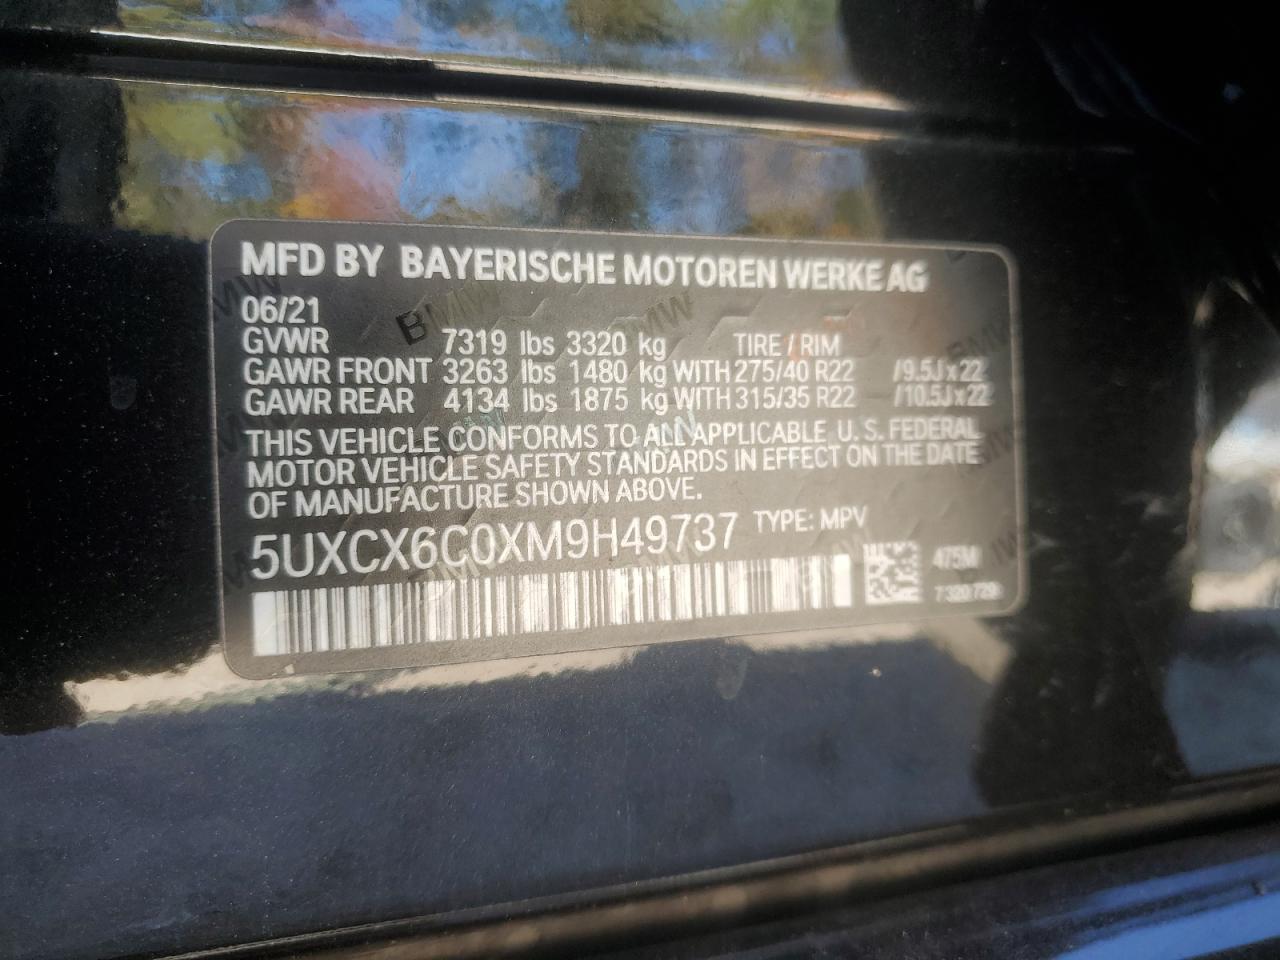 MFD BY BAYERISCHE MOTOREN WERKE AG
06/21
GVWR 7319 lbs 3320 kg TIRE / RIM
GAWR FRONT 3263 lbs 1480 kg WITH 275/40 R22 /9.5J x 22
GAWR REAR 4134 lbs 1875 kg WITH 315/35 R22 /10.5J x 22
THIS VEHICLE CONFORMS TO ALL APPLICABLE U.S. FEDERAL
MOTOR VEHICLE SAFETY STANDARDS IN EFFECT ON THE DATE
OF MANUFACTURE SHOWN ABOVE.
5UXCX6C0XM9H49737 TYPE: MPV
475M